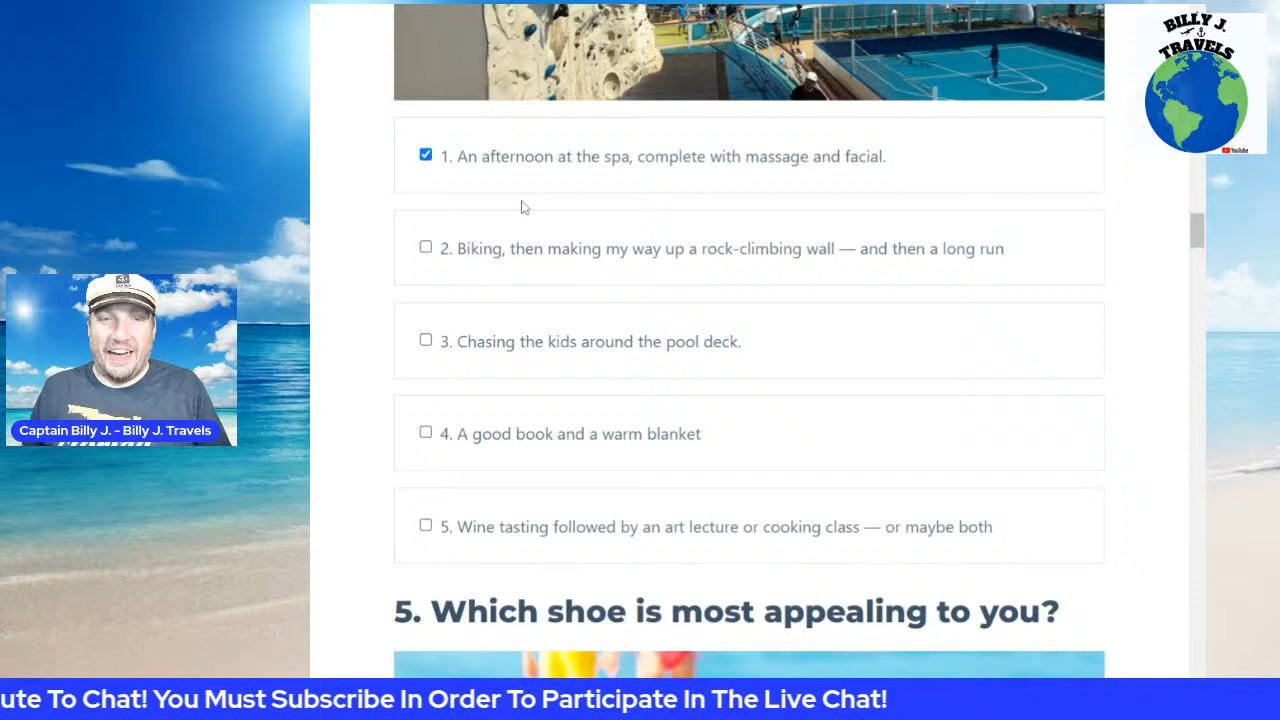 BILLY J.
TRAVELS
YouTube
1. An afternoon at the spa, complete with massage and facial.
2. Biking, then making my way up a rock-climbing wall — and then a long run
3. Chasing the kids around the pool deck.
4. A good book and a warm blanket
5. Wine tasting followed by an art lecture or cooking class — or maybe both
5. Which shoe is most appealing to you?
Captain Billy J. - Billy J. Travels
ute To Chat! You Must Subscribe In Order To Participate In The Live Chat!